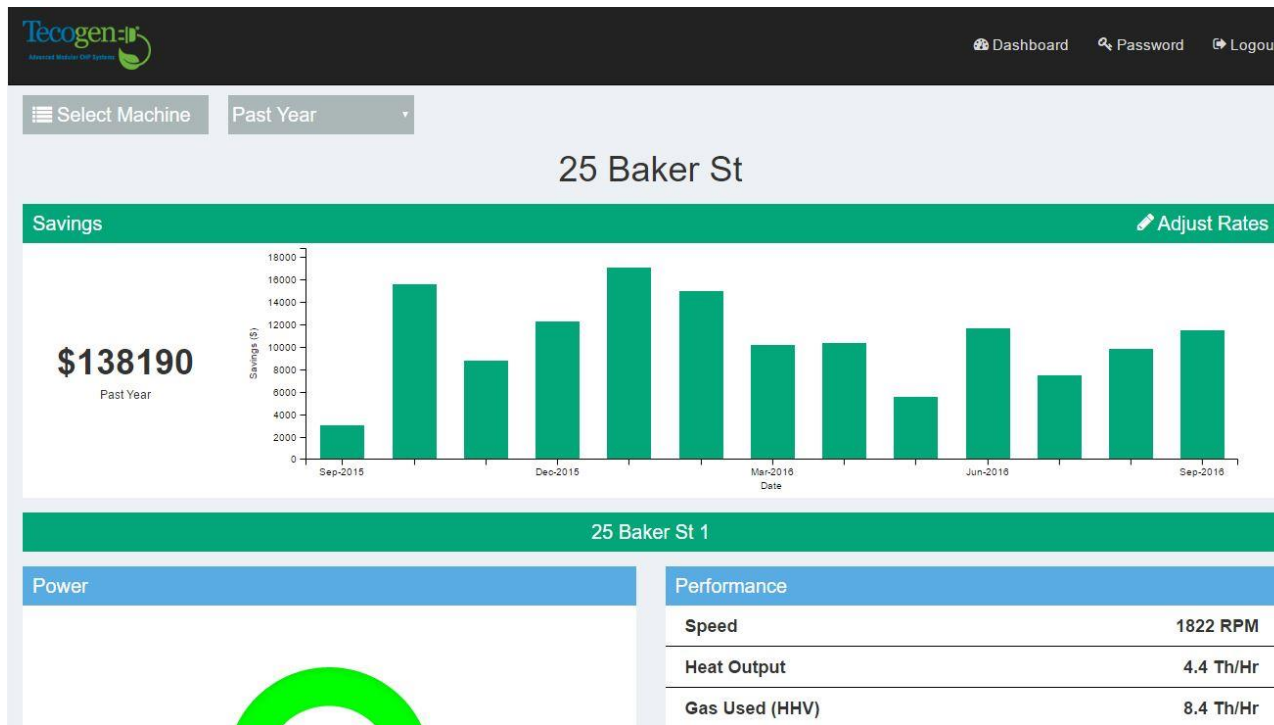 Tecogen
Advanced Modular CHP Systems
Dashboard Password Logou
Select Machine Past Year
25 Baker St
Savings Adjust Rates
$138190
Past Year
Savings ($)
18000
16000
14000
12000
10000
8000
6000
4000
2000
0
Sep-2015 Dec-2015 Mar-2016 Jun-2016 Sep-2016
Date
25 Baker St 1
Power Performance
Speed 1822 RPM
Heat Output 4.4 Th/Hr
Gas Used (HHV) 8.4 Th/Hr